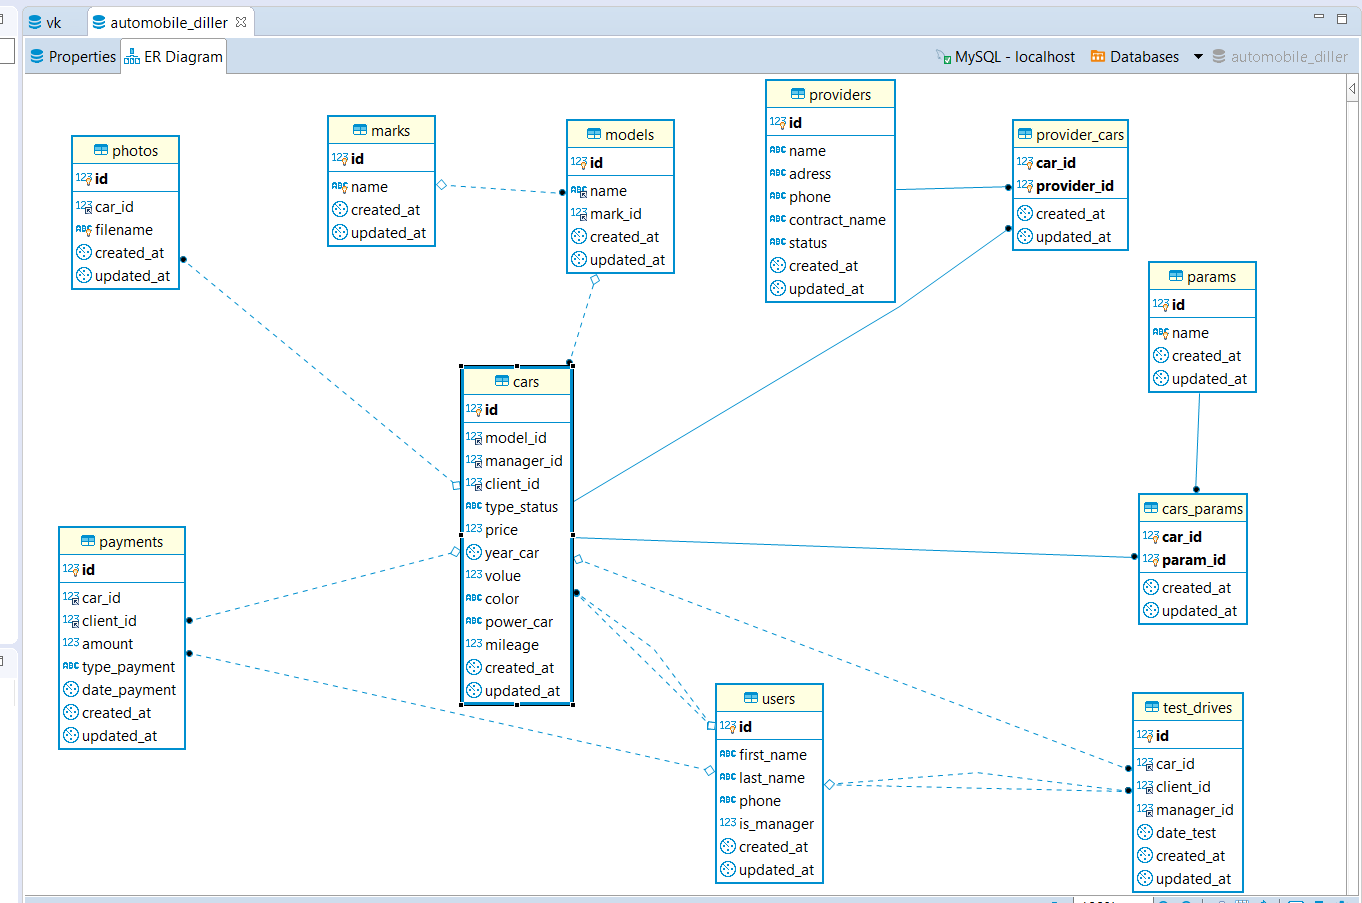 vk
automobile_diller
Properties
ER Diagram
MySQL - localhost
Databases
automobile_diller
photos
id
car_id
filename
created_at
updated_at
marks
id
name
created_at
updated_at
models
id
name
mark_id
created_at
updated_at
providers
id
name
adress
phone
contract_name
status
created_at
updated_at
provider_cars
car_id
provider_id
created_at
updated_at
params
id
name
created_at
updated_at
cars
id
model_id
manager_id
client_id
type_status
price
year_car
volue
color
power_car
mileage
created_at
updated_at
cars_params
car_id
param_id
created_at
updated_at
payments
id
car_id
client_id
amount
type_payment
date_payment
created_at
updated_at
users
id
first_name
last_name
phone
is_manager
created_at
updated_at
test_drives
id
car_id
client_id
manager_id
date_test
created_at
updated_at